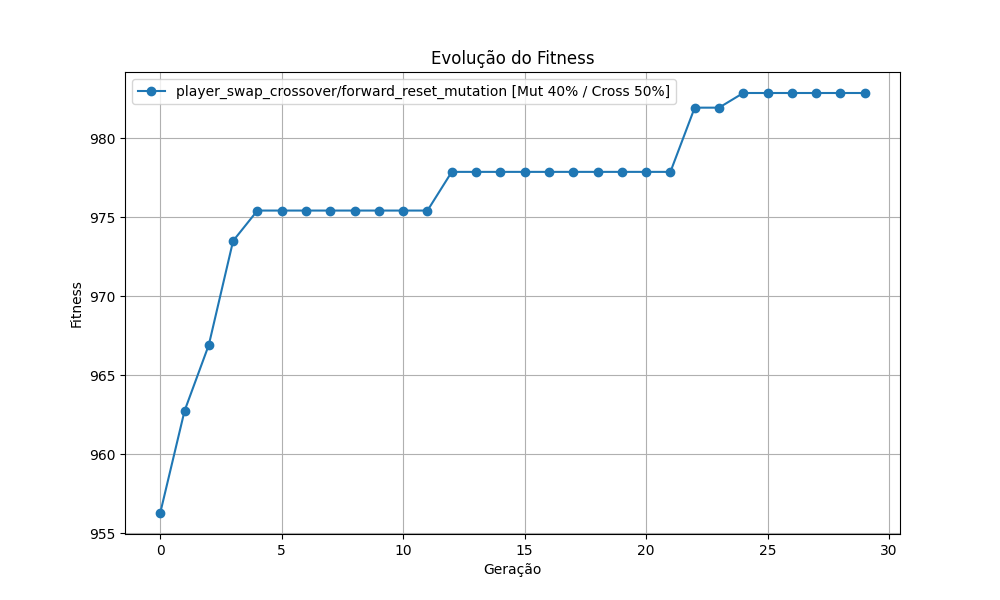 Evolução do Fitness
player_swap_crossover/forward_reset_mutation [Mut 40% / Cross 50%]
980
975
970
965
960
955
Fitness
0 5 10 15 20 25 30
Geração